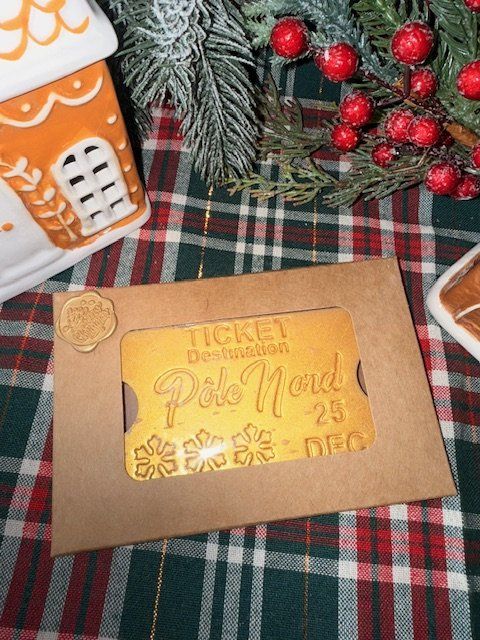 TICKET
Destination
Pôle Nord
25
DEC